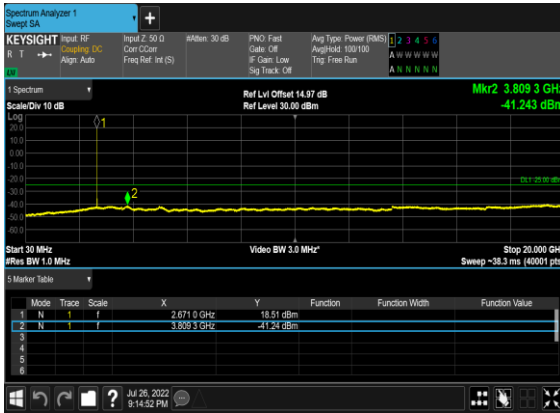 Spectrum Analyzer 1
Swept SA
+
KEYSIGHT
R T
Input: RF
Coupling: DC
Align: Auto
Input Z: 50 Ω
Corr CCorr
Freq Ref: Int (S)
#Atten: 30 dB
PNO: Fast
Gate: Off
IF Gain: Low
Sig Track: Off
Avg Type: Power (RMS)
Avg|Hold: 100/100
Trig: Free Run
1 2 3 4 5 6
A W W W W W
A N N N N N
1 Spectrum
Scale/Div 10 dB
Ref Lvl Offset 14.97 dB
Ref Level 30.00 dBm
Mkr2 3.809 3 GHz
-41.243 dBm
Log
20.0
10.0
0.00
-10.0
-20.0
-30.0
-40.0
-50.0
-60.0
1
2
DL1 -25.00 dBm
Start 30 MHz
#Res BW 1.0 MHz
Video BW 3.0 MHz*
Stop 20.000 GHz
Sweep ~38.3 ms (40001 pts)
5 Marker Table
Mode Trace Scale X Y Function Function Width Function Value
1 N 1 f 2.671 0 GHz 18.51 dBm
2 N 1 f 3.809 3 GHz -41.24 dBm
3
4
5
6
?
Jul 26, 2022
9:14:52 PM